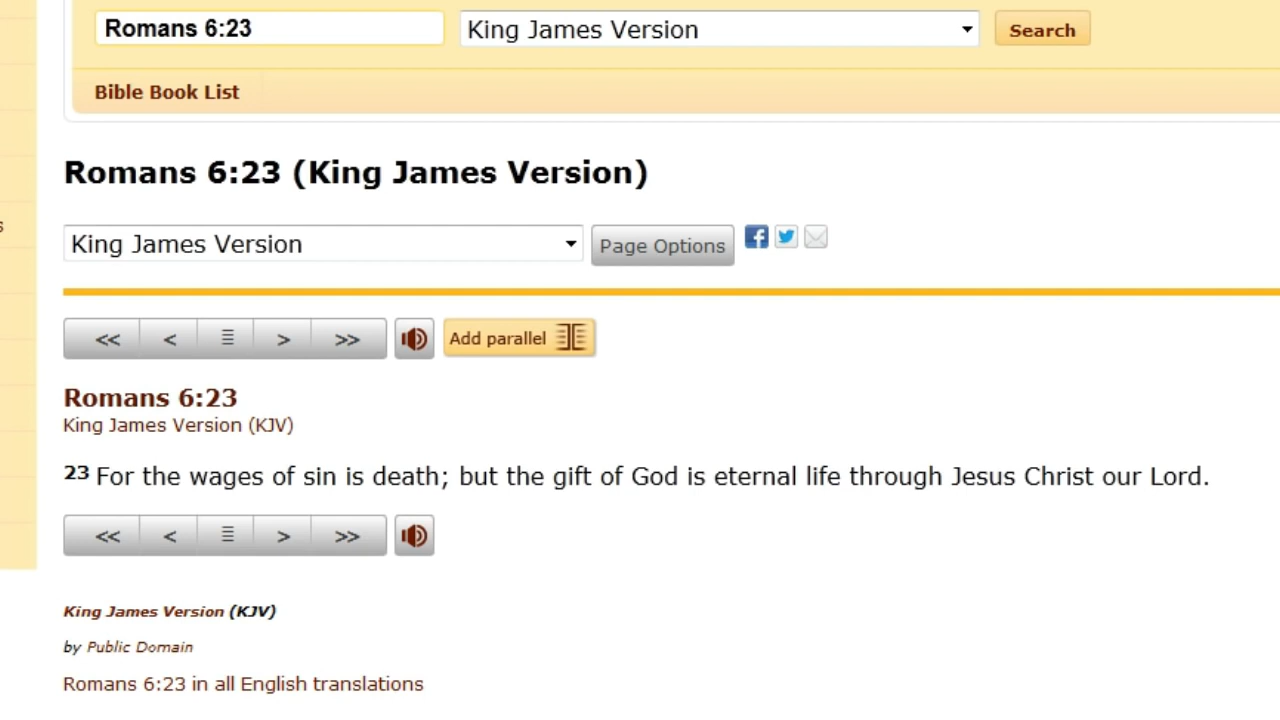 Romans 6:23 King James Version Search
Bible Book List
Romans 6:23 (King James Version)
King James Version Page Options
<< < ☰ > >> Add parallel
Romans 6:23
King James Version (KJV)
23 For the wages of sin is death; but the gift of God is eternal life through Jesus Christ our Lord.
<< < ☰ > >>
King James Version (KJV)
by Public Domain
Romans 6:23 in all English translations